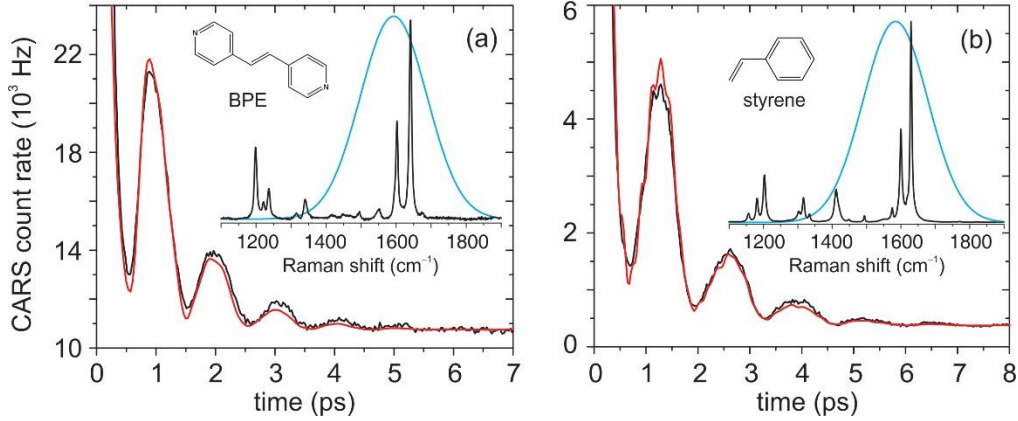 CARS count rate (10³ Hz)
22
18
14
10
(a)
N
N
BPE
1200 1400 1600 1800
Raman shift (cm⁻¹)
0 1 2 3 4 5 6 7
time (ps)
6
4
2
0
(b)
styrene
1200 1400 1600 1800
Raman shift (cm⁻¹)
0 1 2 3 4 5 6 7 8
time (ps)